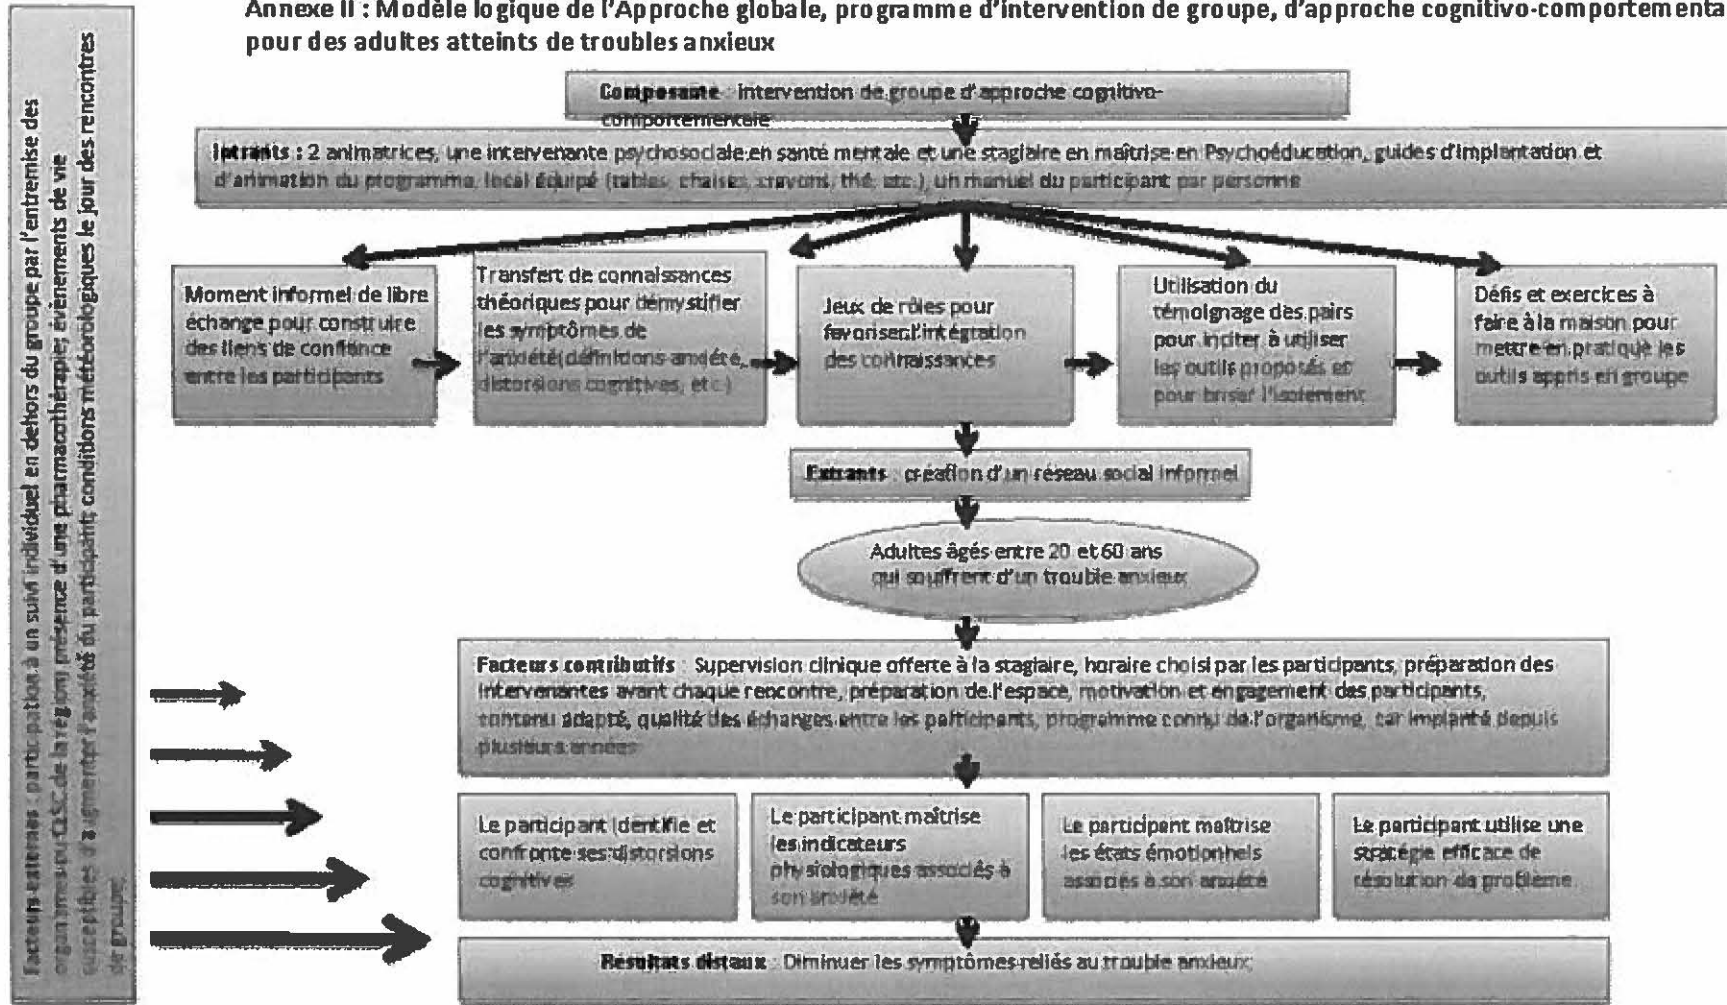 Annexe II : Modèle logique de l'Approche globale, programme d'intervention de groupe, d'approche cognitivo-comportementa
pour des adultes atteints de troubles anxieux
Composante : intervention de groupe d'approche cognitivo-
comportementale
Intrants : 2 animatrices, une intervenante psychosociale en santé mentale et une stagiaire en maîtrise en Psychoéducation, guides d'implantation et
d'animation du programme, local équipé (tables, chaises, crayons, thé, etc.), un manuel du participant par personne
Moment informel de libre
échange pour construire
des liens de confiance
entre les participants
Transfert de connaissances
théoriques pour démystifier
les symptômes de
l'anxiété(définitions anxiété,
distorsions cognitives, etc.)
Jeux de rôles pour
favoriser l'intégration
des connaissances
Utilisation du
témoignage des pairs
pour inciter à utiliser
les outils proposés et
pour briser l'isolement
Défis et exercices à
faire à la maison pour
mettre en pratique les
outils appris en groupe
Extrants : création d'un réseau social informel
Adultes âgés entre 20 et 60 ans
qui souffrent d'un trouble anxieux
Facteurs contributifs : Supervision clinique offerte à la stagiaire, horaire choisi par les participants, préparation des
intervenantes avant chaque rencontre, préparation de l'espace, motivation et engagement des participants,
contenu adapté, qualité des échanges entre les participants, programme connu de l'organisme, car implanté depuis
plusieurs années
Le participant identifie et
confronte ses distorsions
cognitives
Le participant maîtrise
les indicateurs
physiologiques associés à
son anxiété
Le participant maîtrise
les états émotionnels
associés à son anxiété
Le participant utilise une
stratégie efficace de
résolution de problème
Résultats distaux : Diminuer les symptômes reliés au trouble anxieux
Facteurs externes : participation à un suivi individuel en dehors du groupe par l'entremise des
organismes ou CLSC de la région; présence d'une pharmacothérapie; évènements de vie
susceptibles d'augmenter l'anxiété du participant; conditions météorologiques le jour des rencontres
de groupe